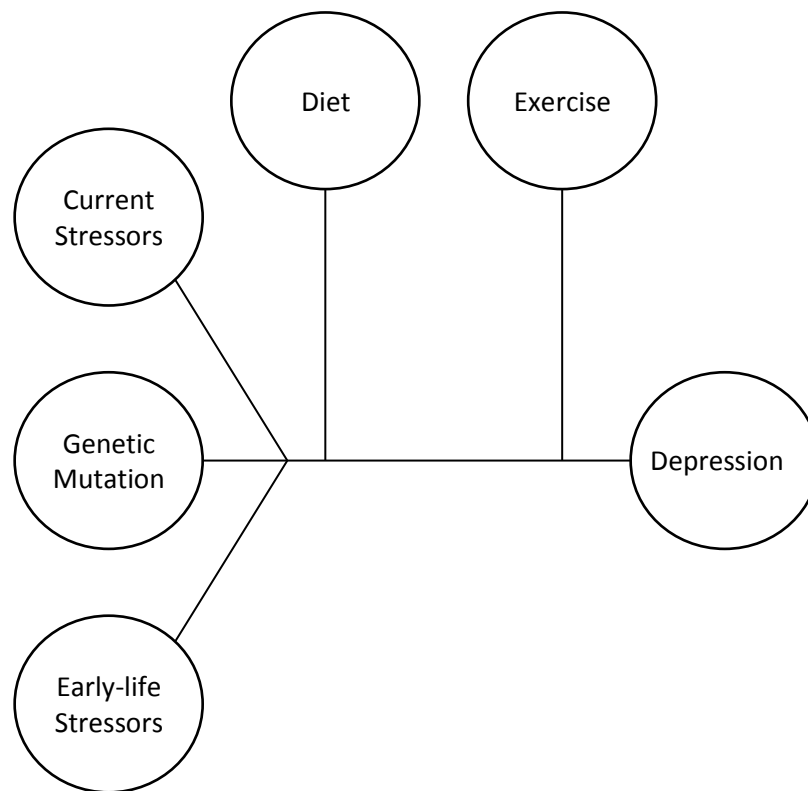 Diet
Exercise
Current
Stressors
Genetic
Mutation
Depression
Early-life
Stressors